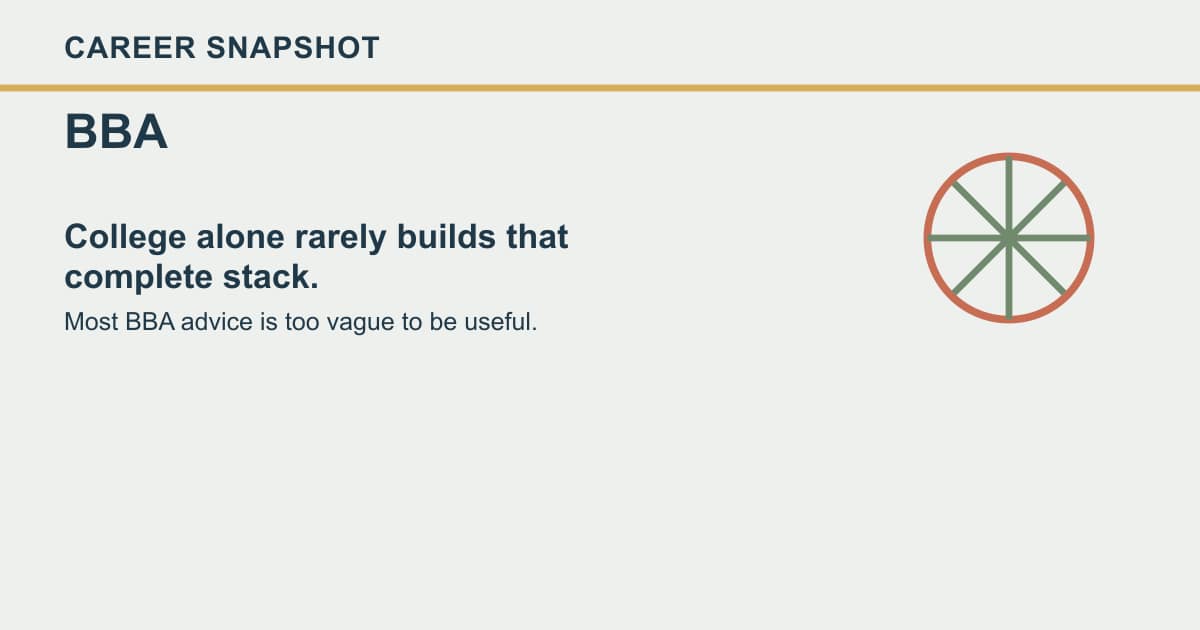 CAREER SNAPSHOT
BBA
College alone rarely builds that
complete stack.
Most BBA advice is too vague to be useful.